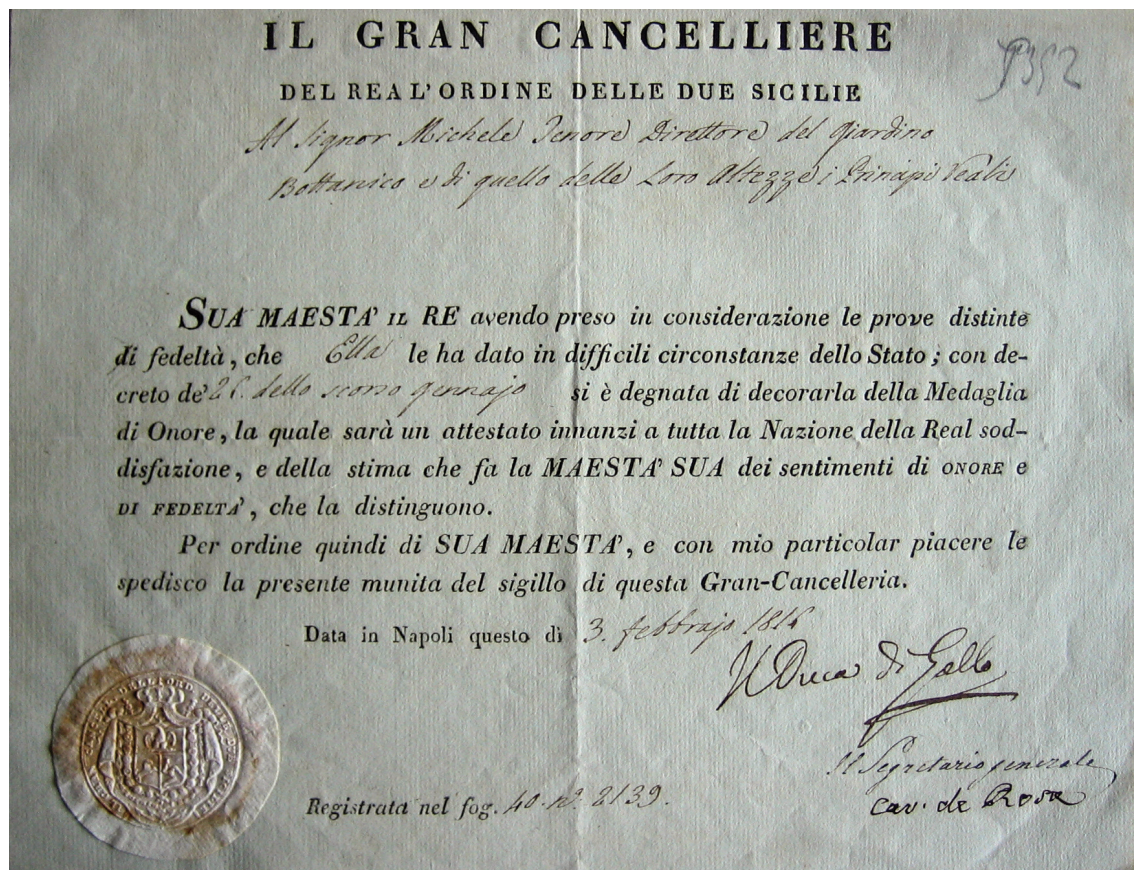 IL GRAN CANCELLIERE
DEL REAL'ORDINE DELLE DUE SICILIE
352
Al Signor Michele Tenore Direttore del Giardino
Bottanico e di quello delle Loro Altezze i Principi Reali
SUA MAESTA' IL RE avendo preso in considerazione le prove distinte
di fedeltà, che Ella le ha dato in difficili circonstanze dello Stato; con de-
creto de' dello scorso gennajo si è degnata di decorarla della Medaglia
di Onore, la quale sarà un attestato innanzi a tutta la Nazione della Real sod-
disfazione, e della stima che fa la MAESTA' SUA dei sentimenti di ONORE e
DI FEDELTA', che la distinguono.
Per ordine quindi di SUA MAESTA', e con mio particolar piacere le
spedisco la presente munita del sigillo di questa Gran-Cancelleria.
Data in Napoli questo dì 3. febbrajo
Il Duca di Gallo
Il Segretario generale
Cav. de Rosa
Registrata nel fog. 40. nº. 2139.